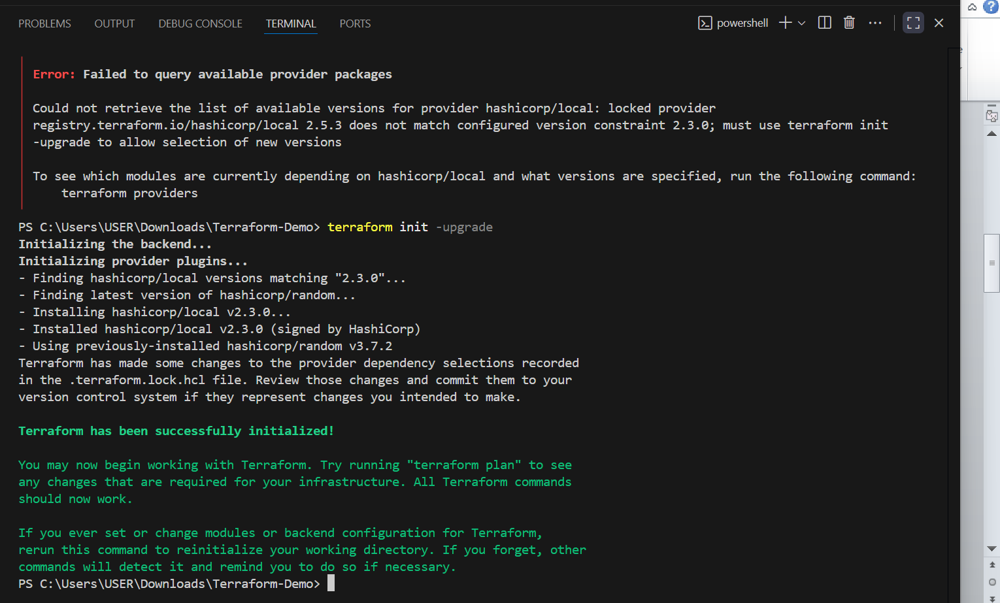 PROBLEMS OUTPUT DEBUG CONSOLE TERMINAL PORTS powershell
Error: Failed to query available provider packages
Could not retrieve the list of available versions for provider hashicorp/local: locked provider
registry.terraform.io/hashicorp/local 2.5.3 does not match configured version constraint 2.3.0; must use terraform init
-upgrade to allow selection of new versions
To see which modules are currently depending on hashicorp/local and what versions are specified, run the following command:
terraform providers
PS C:\Users\USER\Downloads\Terraform-Demo> terraform init -upgrade
Initializing the backend...
Initializing provider plugins...
- Finding hashicorp/local versions matching "2.3.0"...
- Finding latest version of hashicorp/random...
- Installing hashicorp/local v2.3.0...
- Installed hashicorp/local v2.3.0 (signed by HashiCorp)
- Using previously-installed hashicorp/random v3.7.2
Terraform has made some changes to the provider dependency selections recorded
in the .terraform.lock.hcl file. Review those changes and commit them to your
version control system if they represent changes you intended to make.
Terraform has been successfully initialized!
You may now begin working with Terraform. Try running "terraform plan" to see
any changes that are required for your infrastructure. All Terraform commands
should now work.
If you ever set or change modules or backend configuration for Terraform,
rerun this command to reinitialize your working directory. If you forget, other
commands will detect it and remind you to do so if necessary.
PS C:\Users\USER\Downloads\Terraform-Demo>